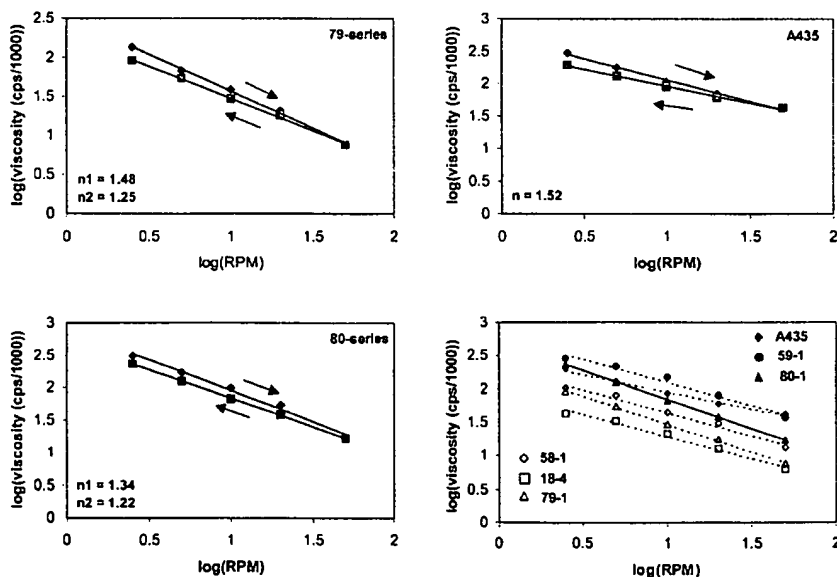 79-series
log(viscosity (cps/1000))
2.5
2
1.5
1
0.5
0
n1 = 1.48
n2 = 1.25
0 0.5 1 1.5 2
log(RPM)
A435
log(viscosity (cps/1000))
3
2.5
2
1.5
1
0.5
0
n = 1.52
0 0.5 1 1.5 2
log(RPM)
80-series
log(viscosity (cps/1000))
3
2.5
2
1.5
1
0.5
0
n1 = 1.34
n2 = 1.22
0 0.5 1 1.5 2
log(RPM)
log(viscosity (cps/1000))
3
2.5
2
1.5
1
0.5
0
A435
59-1
80-1
58-1
18-4
79-1
0 0.5 1 1.5 2
log(RPM)